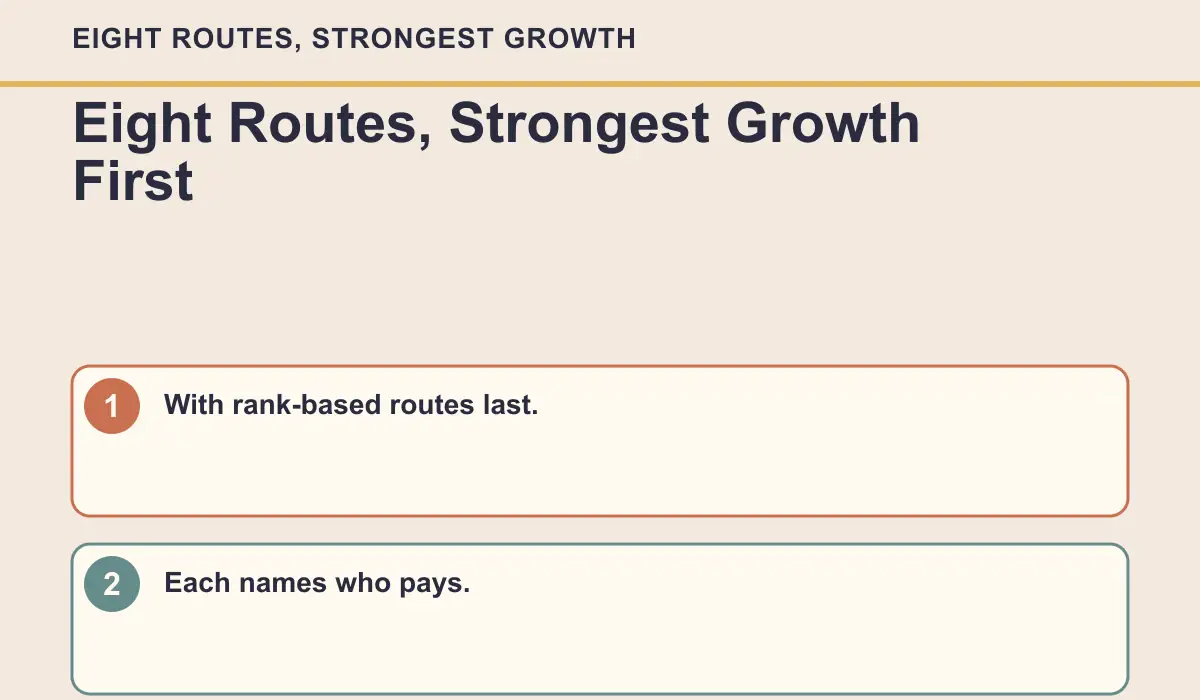 EIGHT ROUTES, STRONGEST GROWTH
Eight Routes, Strongest Growth
First
1
With rank-based routes last.
2
Each names who pays.